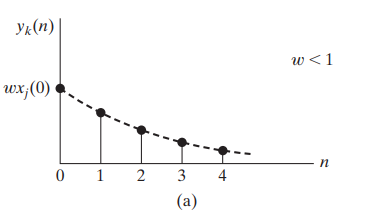 yₖ(n)
w < 1
wxⱼ(0)
0 1 2 3 4 n
(a)